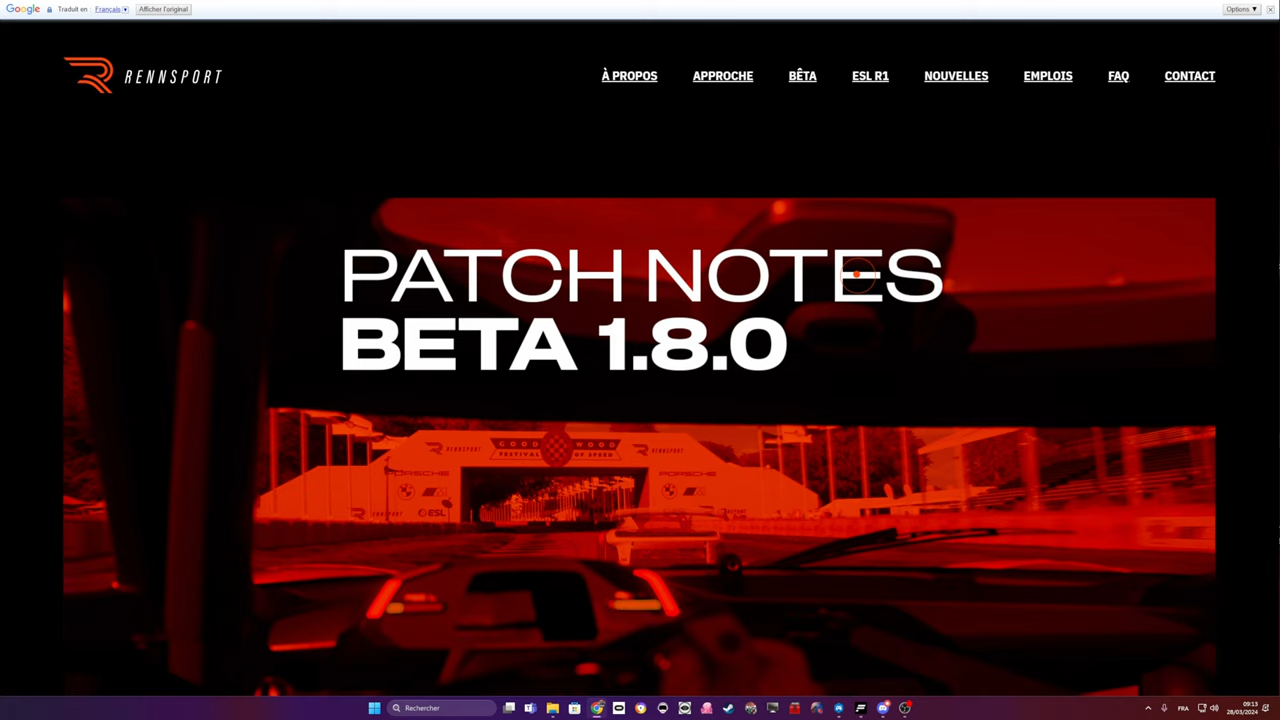 Google Traduit en Français Afficher l'original Options ▼
RENNSPORT À PROPOS APPROCHE BÊTA ESL R1 NOUVELLES EMPLOIS FAQ CONTACT
PATCH NOTES
BETA 1.8.0
RENNSPORT GOOD WOOD RENNSPORT
FESTIVAL OF SPEED
PORSCHE PORSCHE
RENNSPORT ESL
Rechercher FRA 09:13
28/03/2024